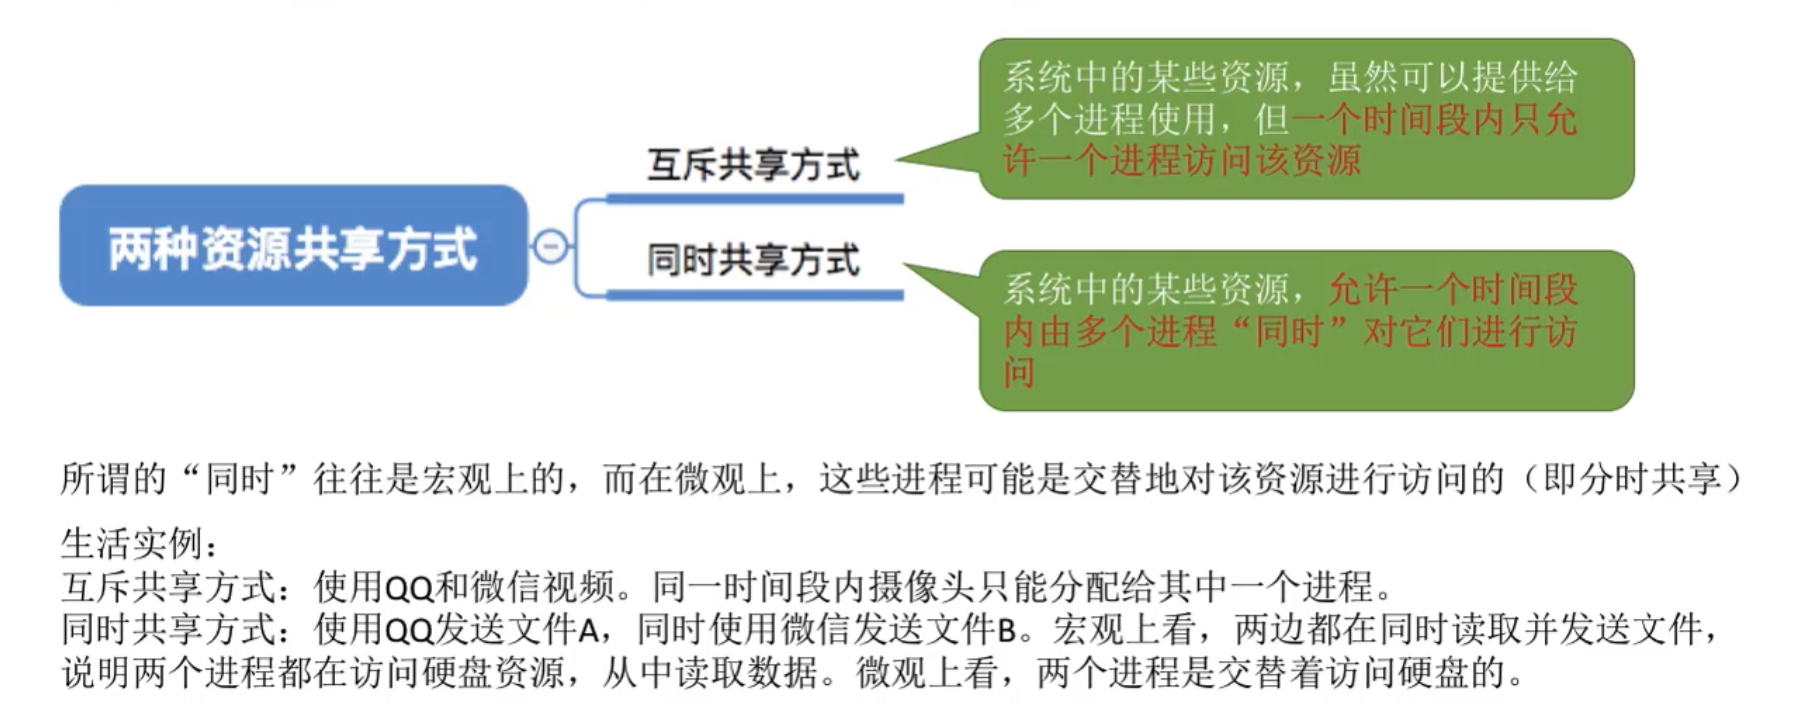 两种资源共享方式
互斥共享方式
系统中的某些资源，虽然可以提供给
多个进程使用，但一个时间段内只允
许一个进程访问该资源
同时共享方式
系统中的某些资源，允许一个时间段
内由多个进程“同时”对它们进行访
问
所谓的“同时”往往是宏观上的，而在微观上，这些进程可能是交替地对该资源进行访问的（即分时共享）
生活实例：
互斥共享方式：使用QQ和微信视频。同一时间段内摄像头只能分配给其中一个进程。
同时共享方式：使用QQ发送文件A，同时使用微信发送文件B。宏观上看，两边都在同时读取并发送文件，
说明两个进程都在访问硬盘资源，从中读取数据。微观上看，两个进程是交替着访问硬盘的。